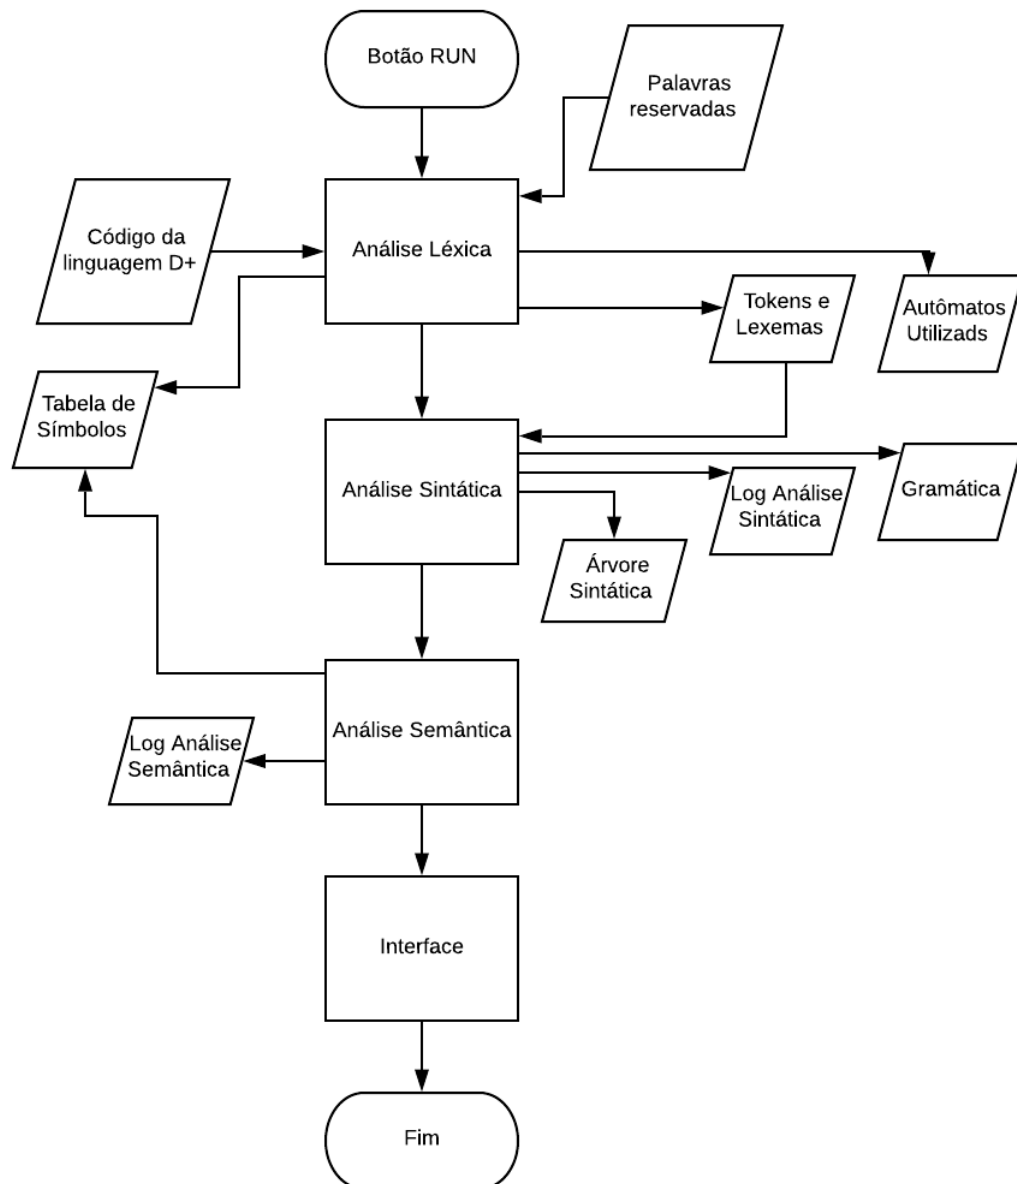 Botão RUN
Palavras
reservadas
Código da
linguagem D+
Análise Léxica
Tokens e
Lexemas
Autômatos
Utilizads
Tabela de
Símbolos
Análise Sintática
Log Análise
Sintática
Gramática
Árvore
Sintática
Análise Semântica
Log Análise
Semântica
Interface
Fim